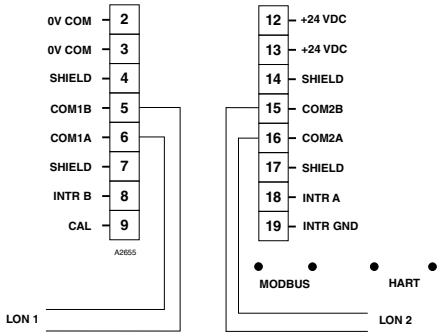 0V COM 2
0V COM 3
SHIELD 4
COM1B 5
COM1A 6
SHIELD 7
INTR B 8
CAL 9
A2655
LON 1
12 +24 VDC
13 +24 VDC
14 SHIELD
15 COM2B
16 COM2A
17 SHIELD
18 INTR A
19 INTR GND
MODBUS HART
LON 2